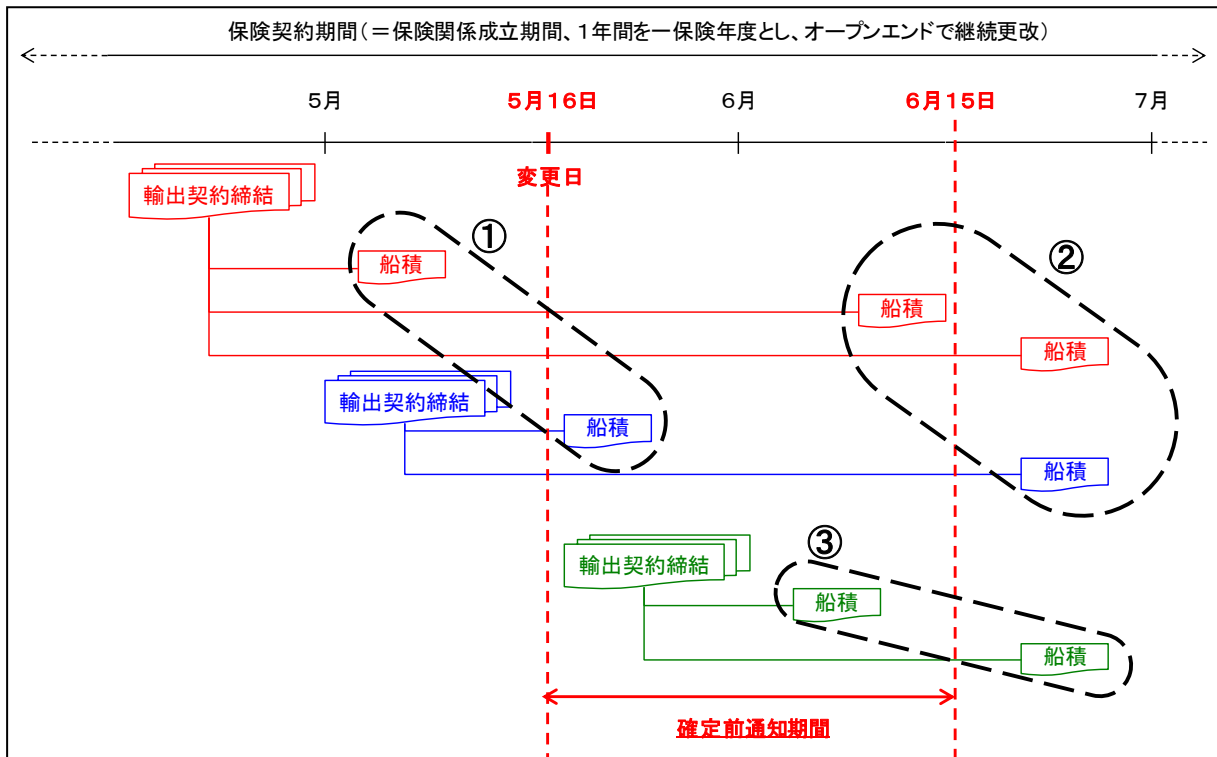 保険契約期間（＝保険関係成立期間、１年間を一保険年度とし、オープンエンドで継続更改）
５月
５月１６日
６月
６月１５日
７月
変更日
輸出契約締結
①
②
船積
船積
船積
輸出契約締結
船積
船積
③
輸出契約締結
船積
船積
確定前通知期間